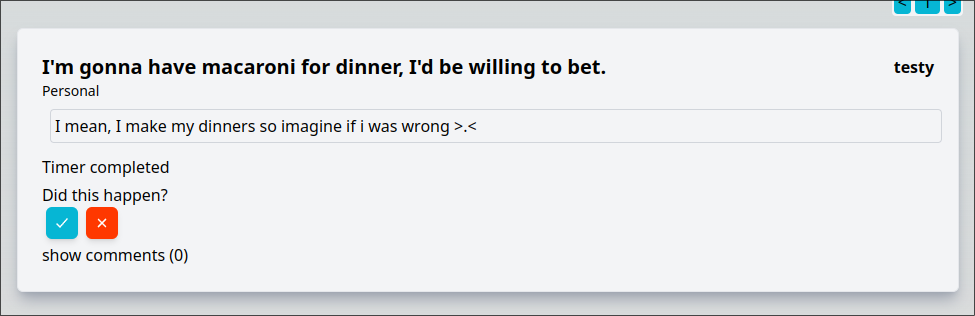 I'm gonna have macaroni for dinner, I'd be willing to bet. testy
Personal
I mean, I make my dinners so imagine if i was wrong >.<
Timer completed
Did this happen?
show comments (0)